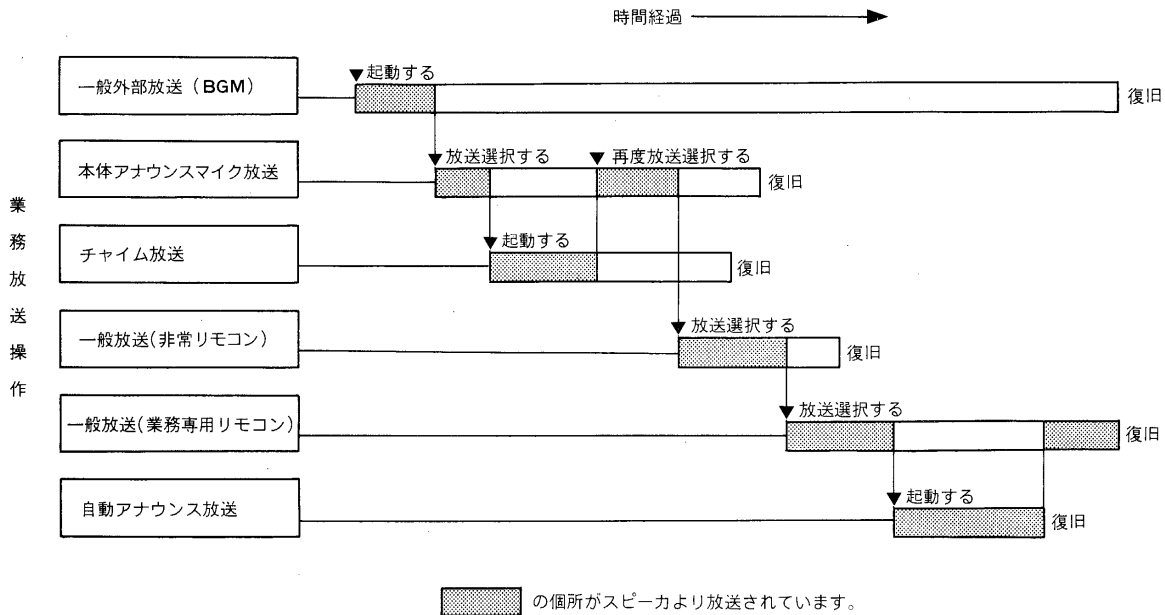 時間経過
一般外部放送(BGM)
起動する
復旧
本体アナウンスマイク放送
放送選択する
再度放送選択する
復旧
チャイム放送
起動する
復旧
一般放送(非常リモコン)
放送選択する
復旧
一般放送(業務専用リモコン)
放送選択する
復旧
自動アナウンス放送
起動する
復旧
業務放送操作
の個所がスピーカより放送されています。